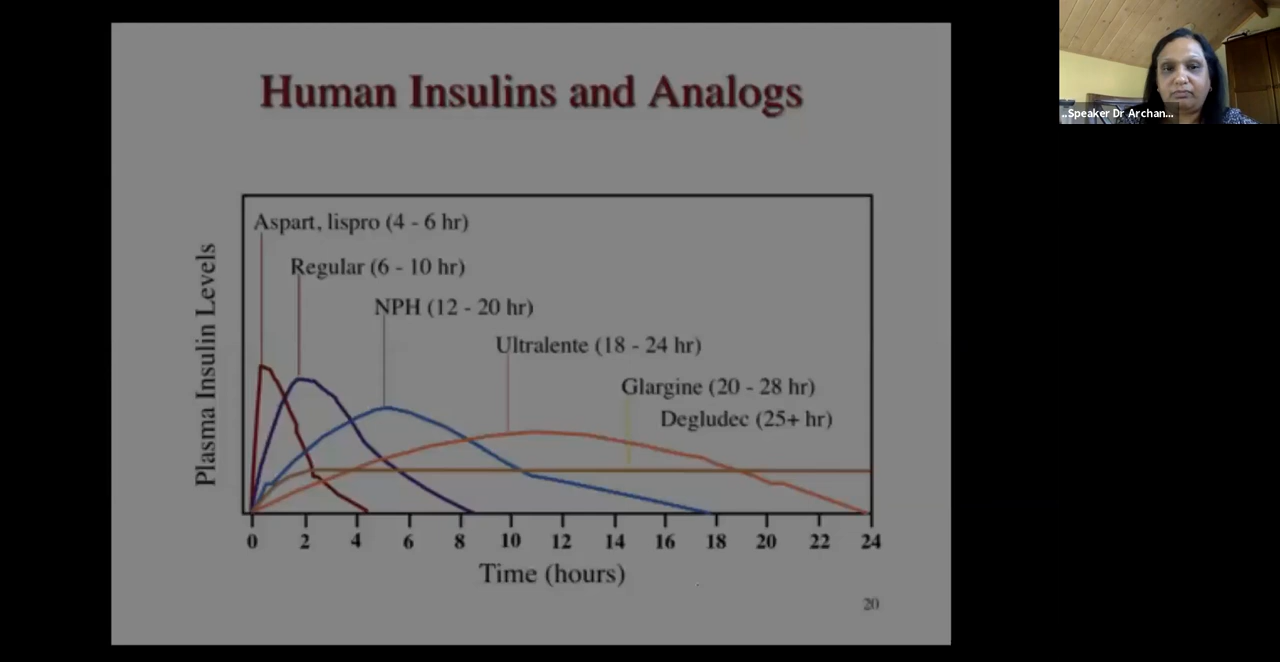 Human Insulins and Analogs
Aspart, lispro (4 - 6 hr)
Regular (6 - 10 hr)
NPH (12 - 20 hr)
Ultralente (18 - 24 hr)
Glargine (20 - 28 hr)
Degludec (25+ hr)
Plasma Insulin Levels
0 2 4 6 8 10 12 14 16 18 20 22 24
Time (hours)
20
..Speaker Dr Archan...